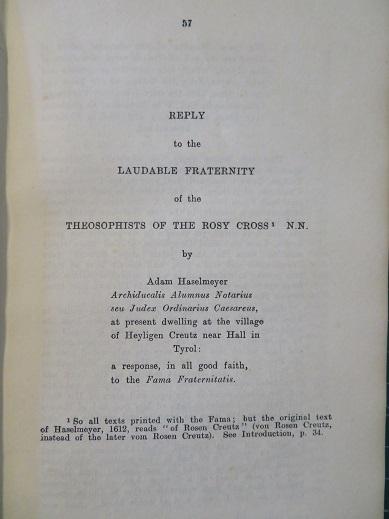 57
REPLY
to the
LAUDABLE FRATERNITY
of the
THEOSOPHISTS OF THE ROSY CROSS¹ N.N.
by
Adam Haselmeyer
Archiducalis Alumnus Notarius
seu Judex Ordinarius Caesareus,
at present dwelling at the village
of Heyligen Creutz near Hall in
Tyrol:
a response, in all good faith,
to the Fama Fraternitatis.
¹ So all texts printed with the Fama; but the original text
of Haselmeyer, 1612, reads "of Rosen Creutz" (von Rosen Creutz,
instead of the later vom Rosen Creutz). See Introduction, p. 34.